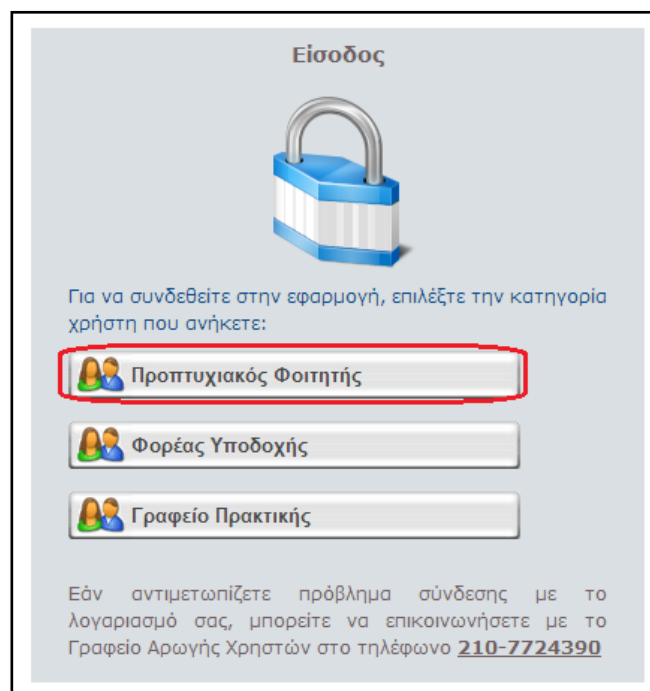 Είσοδος
Για να συνδεθείτε στην εφαρμογή, επιλέξτε την κατηγορία
χρήστη που ανήκετε:
Προπτυχιακός Φοιτητής
Φορέας Υποδοχής
Γραφείο Πρακτικής
Εάν αντιμετωπίζετε πρόβλημα σύνδεσης με το
λογαριασμό σας, μπορείτε να επικοινωνήσετε με το
Γραφείο Αρωγής Χρηστών στο τηλέφωνο 210-7724390